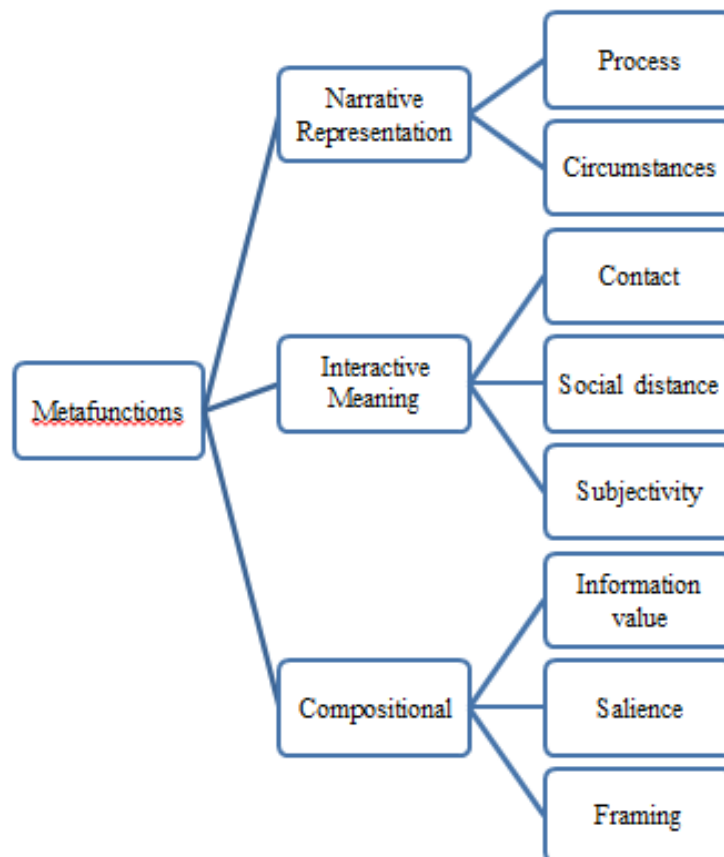 Process
Narrative
Representation
Circumstances
Contact
Interactive
Meaning
Social distance
Metafunctions
Subjectivity
Information
value
Compositional
Salience
Framing